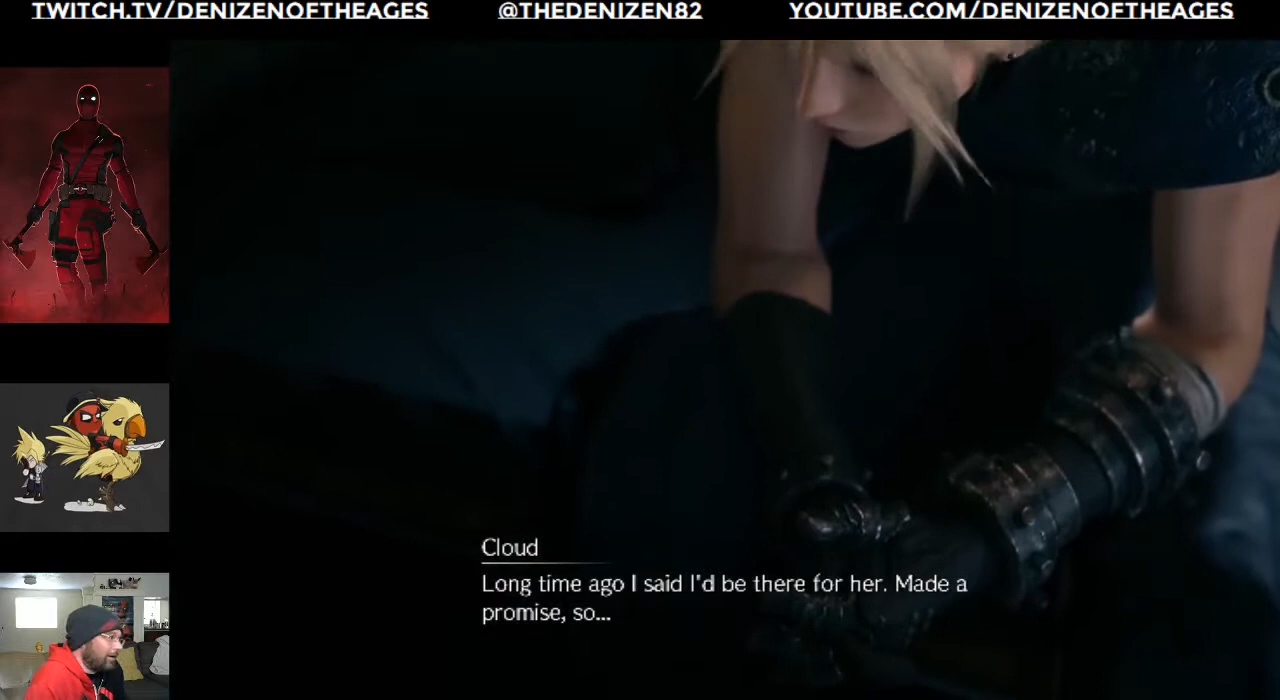 TWITCH.TV/DENIZENOFTHEAGES @THEDENIZEN82 YOUTUBE.COM/DENIZENOFTHEAGES
Cloud
Long time ago I said I'd be there for her. Made a
promise, so...